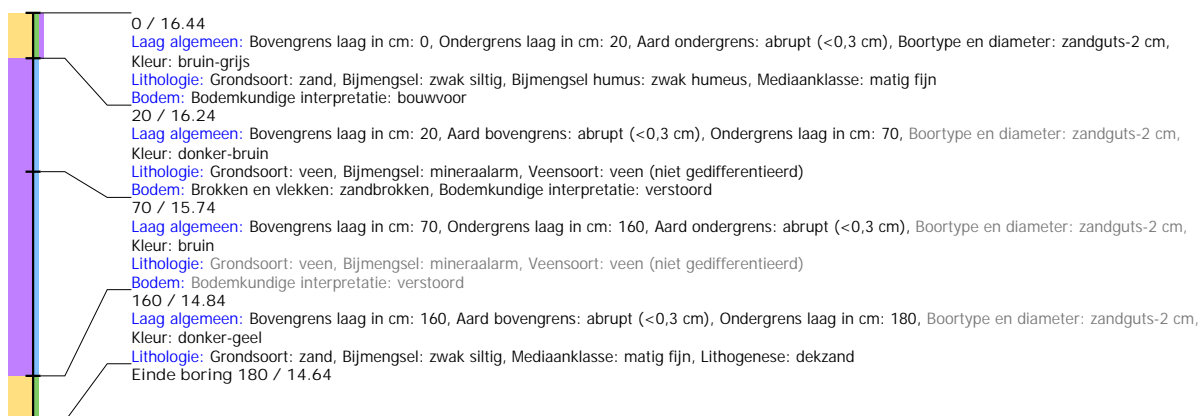 0 / 16.44
Laag algemeen: Bovengrens laag in cm: 0, Ondergrens laag in cm: 20, Aard ondergrens: abrupt (<0,3 cm), Boortype en diameter: zandguts-2 cm,
Kleur: bruin-grijs
Lithologie: Grondsoort: zand, Bijmengsel: zwak siltig, Bijmengsel humus: zwak humeus, Mediaanklasse: matig fijn
Bodem: Bodemkundige interpretatie: bouwvoor
20 / 16.24
Laag algemeen: Bovengrens laag in cm: 20, Aard bovengrens: abrupt (<0,3 cm), Ondergrens laag in cm: 70, Boortype en diameter: zandguts-2 cm,
Kleur: donker-bruin
Lithologie: Grondsoort: veen, Bijmengsel: mineraalarm, Veensoort: veen (niet gedifferentieerd)
Bodem: Brokken en vlekken: zandbrokken, Bodemkundige interpretatie: verstoord
70 / 15.74
Laag algemeen: Bovengrens laag in cm: 70, Ondergrens laag in cm: 160, Aard ondergrens: abrupt (<0,3 cm), Boortype en diameter: zandguts-2 cm,
Kleur: bruin
Lithologie: Grondsoort: veen, Bijmengsel: mineraalarm, Veensoort: veen (niet gedifferentieerd)
Bodem: Bodemkundige interpretatie: verstoord
160 / 14.84
Laag algemeen: Bovengrens laag in cm: 160, Aard bovengrens: abrupt (<0,3 cm), Ondergrens laag in cm: 180, Boortype en diameter: zandguts-2 cm,
Kleur: donker-geel
Lithologie: Grondsoort: zand, Bijmengsel: zwak siltig, Mediaanklasse: matig fijn, Lithogenese: dekzand
Einde boring 180 / 14.64